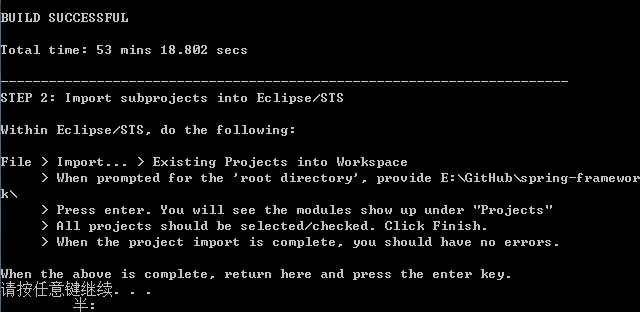 BUILD SUCCESSFUL
Total time: 53 mins 18.802 secs
-----------------------------------------------------------------------
STEP 2: Import subprojects into Eclipse/STS
Within Eclipse/STS, do the following:
File > Import... > Existing Projects into Workspace
> When prompted for the 'root directory', provide E:\GitHub\spring-framewor
k\
> Press enter. You will see the modules show up under "Projects"
> All projects should be selected/checked. Click Finish.
> When the project import is complete, you should have no errors.
When the above is complete, return here and press the enter key.
请按任意键继续. . .
半: